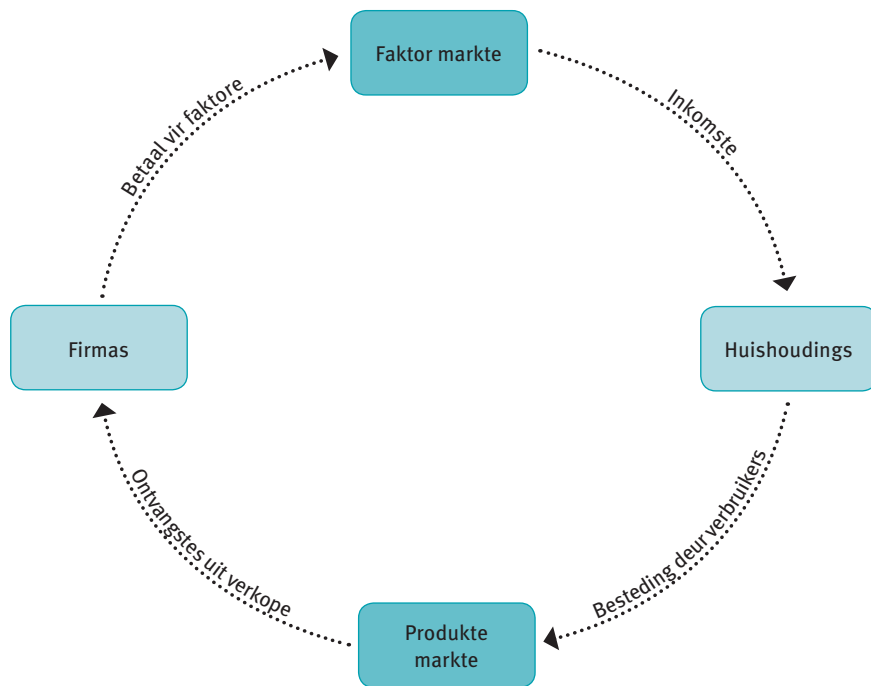 Faktor markte
Betaal vir faktore
Inkomste
Firmas
Huishoudings
Ontvangstes uit verkope
Besteding deur verbruikers
Produkte
markte